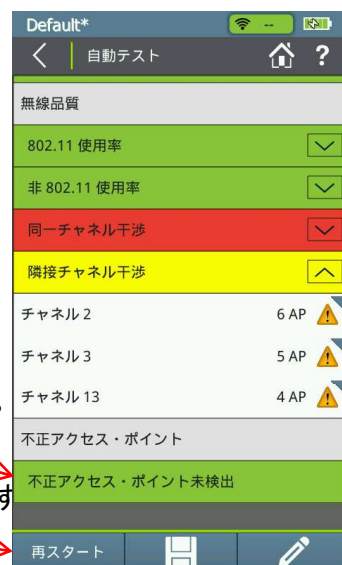 Default*
--
自動テスト
?
無線品質
802.11 使用率
非 802.11 使用率
同一チャネル干渉
隣接チャネル干渉
チャネル 2 6 AP
チャネル 3 5 AP
チャネル 13 4 AP
不正アクセス・ポイント
不正アクセス・ポイント未検出
す
再スタート